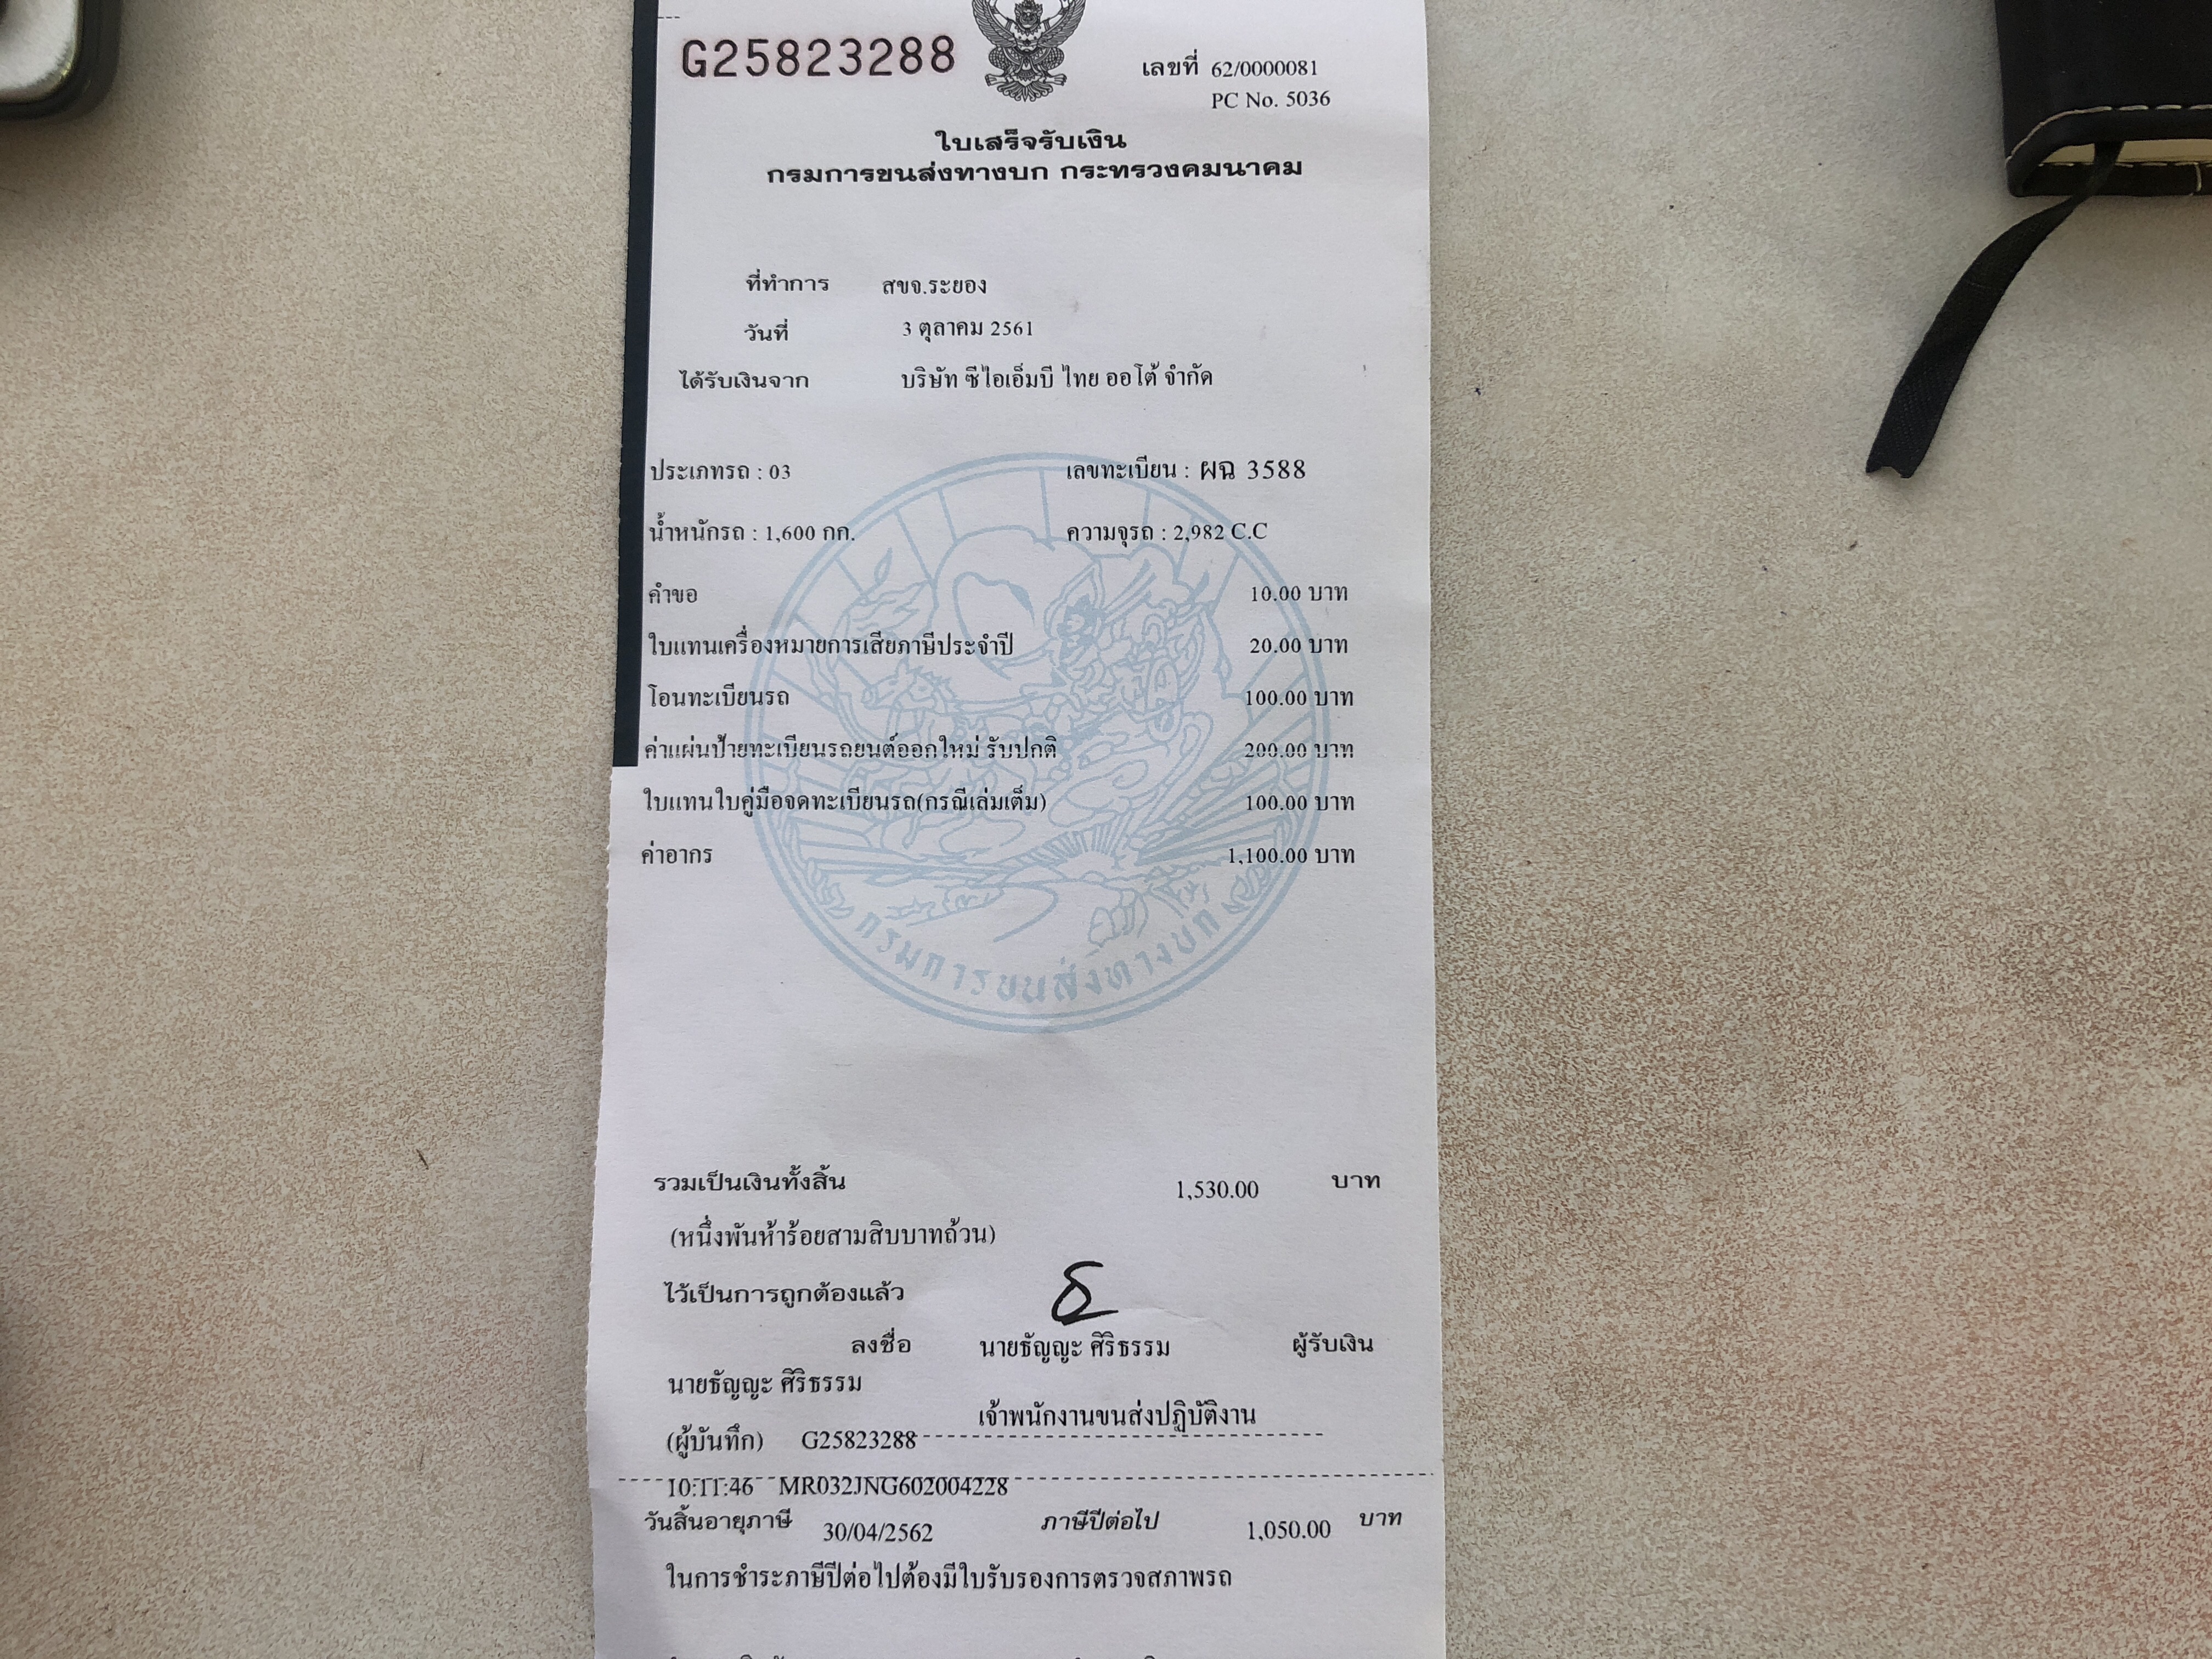 G25823288
เลขที่ 62/0000081
PC No. 5036
ใบเสร็จรับเงิน
กรมการขนส่งทางบก กระทรวงคมนาคม
ที่ทำการ สขจ.ระยอง
วันที่ 3 ตุลาคม 2561
ได้รับเงินจาก บริษัท ซีไอเอ็มบี ไทย ออโต้ จำกัด
ประเภทรถ : 03 เลขทะเบียน : ผฉ 3588
น้ำหนักรถ : 1,600 กก. ความจุรถ : 2,982 C.C
คำขอ 10.00 บาท
ใบแทนเครื่องหมายการเสียภาษีประจำปี 20.00 บาท
โอนทะเบียนรถ 100.00 บาท
ค่าแผ่นป้ายทะเบียนรถยนต์ออกใหม่ รับปกติ 200.00 บาท
ใบแทนใบคู่มือจดทะเบียนรถ(กรณีเล่มเต็ม) 100.00 บาท
ค่าอากร 1,100.00 บาท
กรมการขนส่งทางบก
รวมเป็นเงินทั้งสิ้น 1,530.00 บาท
(หนึ่งพันห้าร้อยสามสิบบาทถ้วน)
ไว้เป็นการถูกต้องแล้ว
ลงชื่อ นายธัญญะ ศิริธรรม ผู้รับเงิน
นายธัญญะ ศิริธรรม
เจ้าพนักงานขนส่งปฏิบัติงาน
(ผู้บันทึก) G25823288
10:11:46 MR032JNG602004228
วันสิ้นอายุภาษี 30/04/2562 ภาษีปีต่อไป 1,050.00 บาท
ในการชำระภาษีปีต่อไปต้องมีใบรับรองการตรวจสภาพรถ